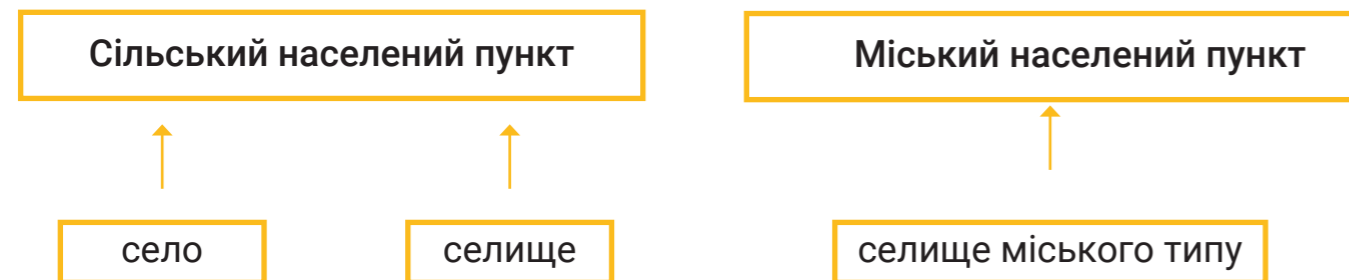 Сільський населений пункт
Міський населений пункт
село
селище
селище міського типу